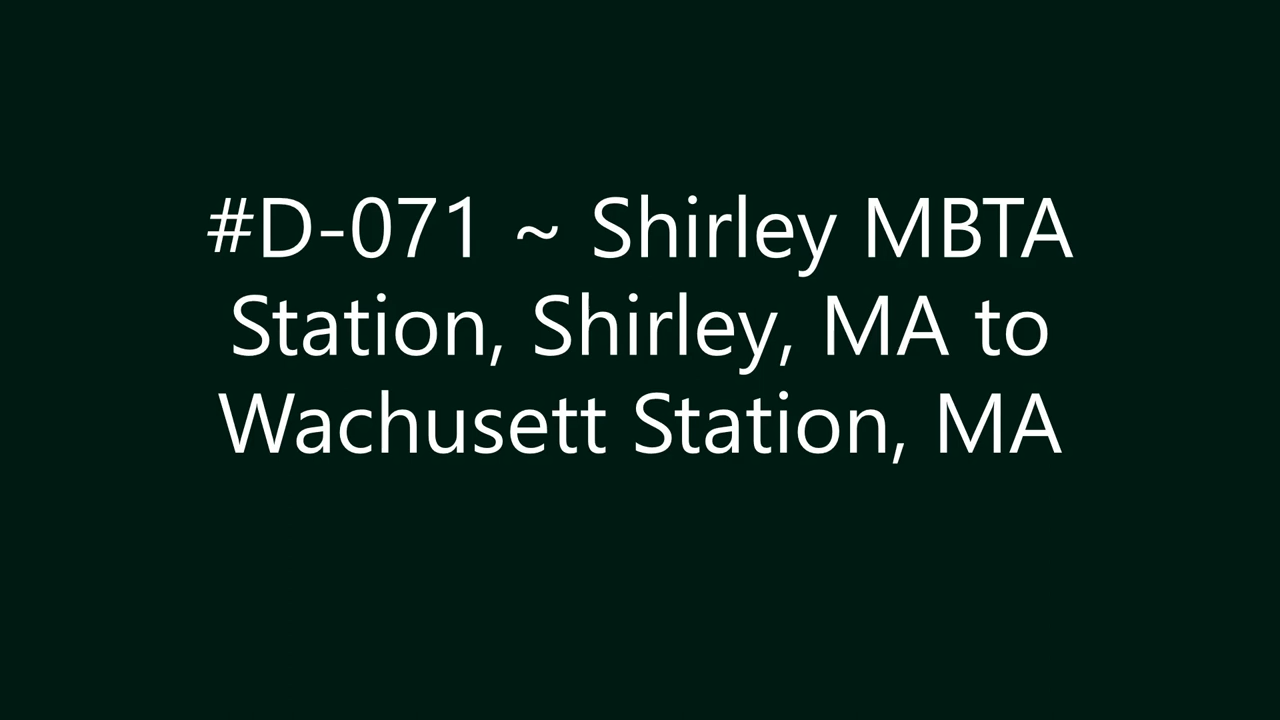 #D-071 ~ Shirley MBTA
Station, Shirley, MA to
Wachusett Station, MA